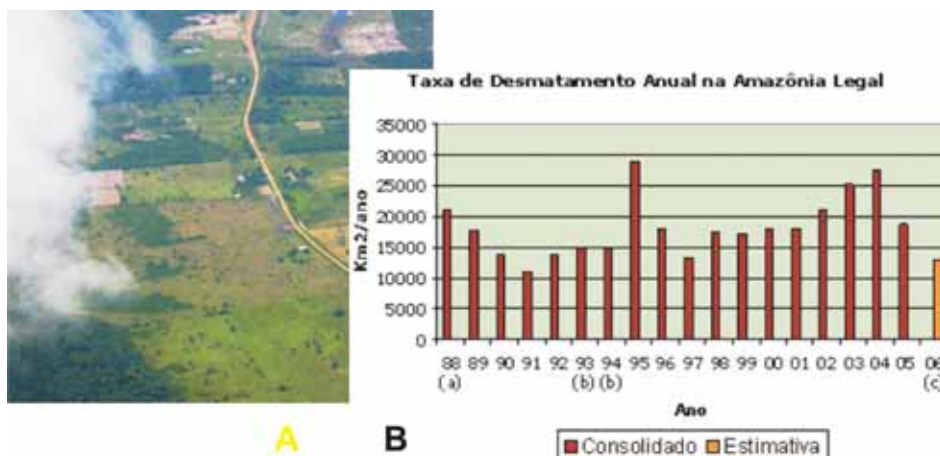 Taxa de Desmatamento Anual na Amazônia Legal
35000
30000
25000
20000
15000
10000
5000
0
Km2/ano
88 89 90 91 92 93 94 95 96 97 98 99 00 01 02 03 04 05 06
(a) (b) (b) (c)
Ano
A B
Consolidado Estimativa